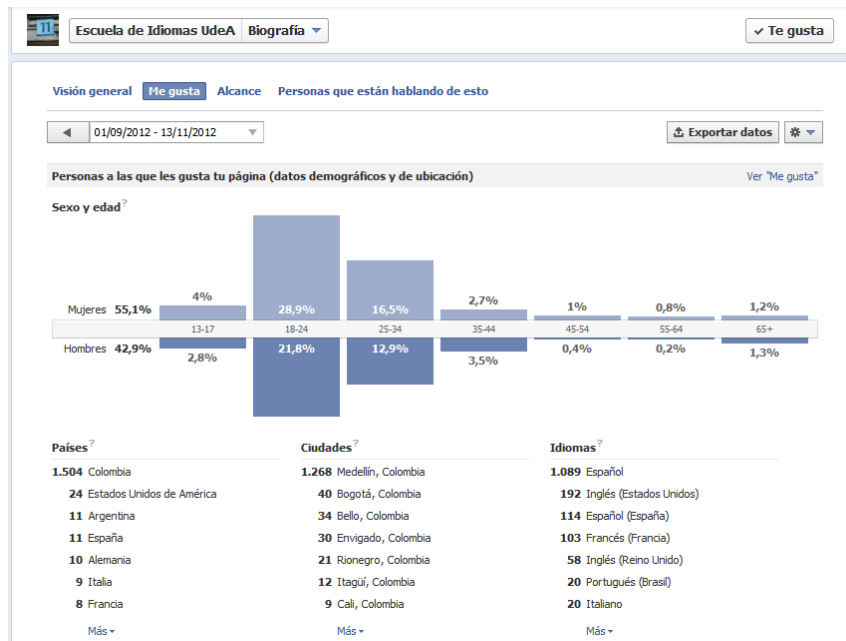 11 Escuela de Idiomas UdeA Biografía Te gusta
Visión general Me gusta Alcance Personas que están hablando de esto
01/09/2012 - 13/11/2012 Exportar datos
Personas a las que les gusta tu página (datos demográficos y de ubicación) Ver "Me gusta"
Sexo y edad?
Mujeres 55,1% 4% 28,9% 16,5% 2,7% 1% 0,8% 1,2%
13-17 18-24 25-34 35-44 45-54 55-64 65+
Hombres 42,9% 2,8% 21,8% 12,9% 3,5% 0,4% 0,2% 1,3%
Países? Ciudades? Idiomas?
1.504 Colombia 1.268 Medellín, Colombia 1.089 Español
24 Estados Unidos de América 40 Bogotá, Colombia 192 Inglés (Estados Unidos)
11 Argentina 34 Bello, Colombia 114 Español (España)
11 España 30 Envigado, Colombia 103 Francés (Francia)
10 Alemania 21 Rionegro, Colombia 58 Inglés (Reino Unido)
9 Italia 12 Itagüí, Colombia 20 Portugués (Brasil)
8 Francia 9 Cali, Colombia 20 Italiano
Más Más Más